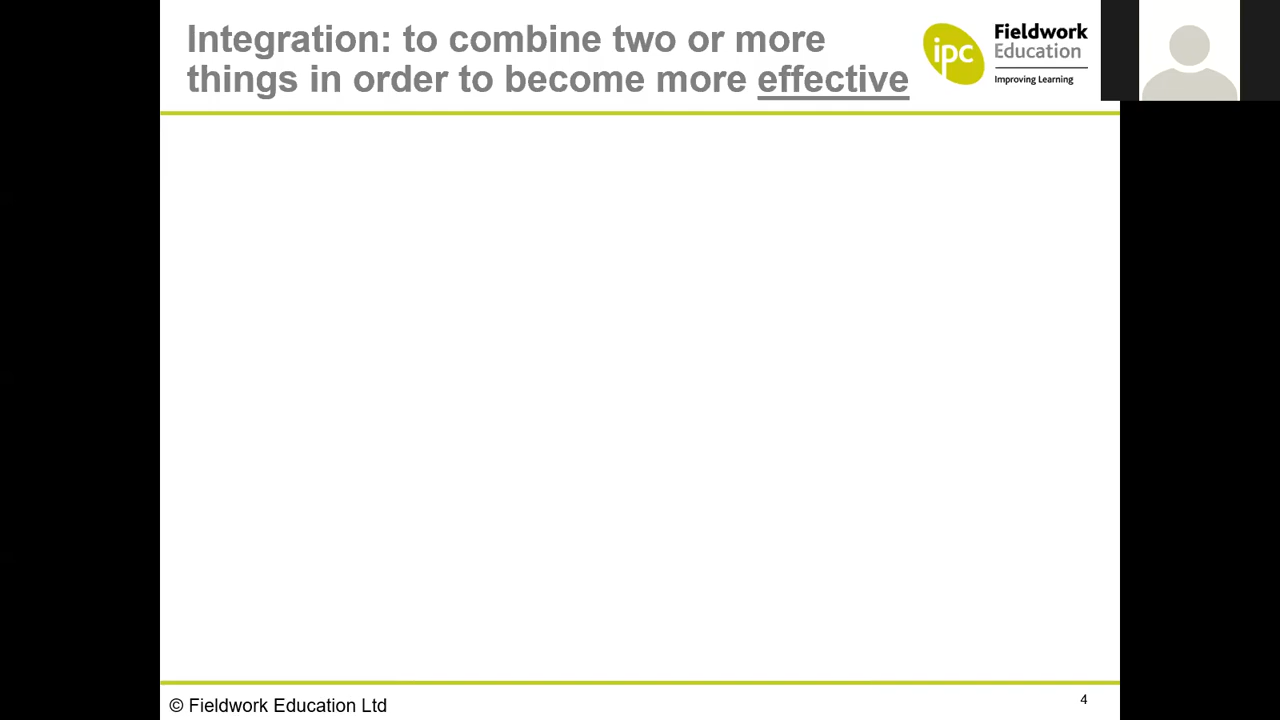 Integration: to combine two or more
things in order to become more effective
ipc
Fieldwork
Education
Improving Learning
© Fieldwork Education Ltd
4